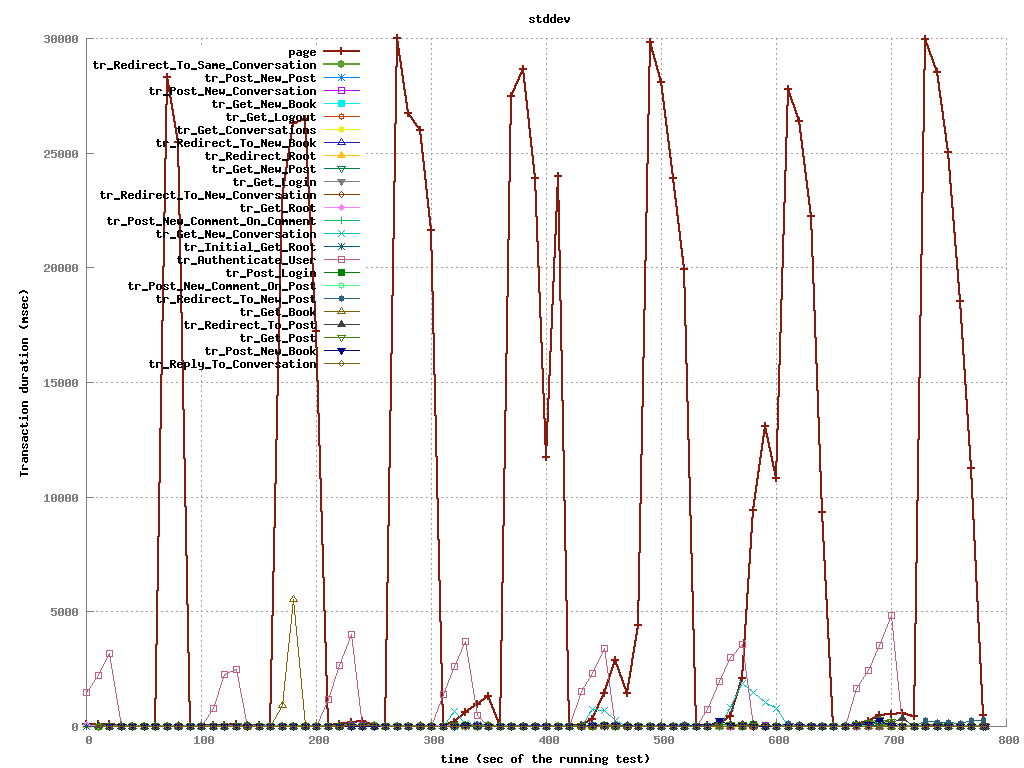 stddev
30000
25000
20000
15000
10000
5000
0
Transaction duration (msec)
page
tr_Redirect_To_Same_Conversation
tr_Post_New_Post
tr_Post_New_Conversation
tr_Get_New_Book
tr_Get_Logout
tr_Get_Conversations
tr_Redirect_To_New_Book
tr_Redirect_Root
tr_Get_New_Post
tr_Get_Login
tr_Redirect_To_New_Conversation
tr_Get_Root
tr_Post_New_Comment_On_Comment
tr_Get_New_Conversation
tr_Initial_Get_Root
tr_Authenticate_User
tr_Post_Login
tr_Post_New_Comment_On_Post
tr_Redirect_To_New_Post
tr_Get_Book
tr_Redirect_To_Post
tr_Get_Post
tr_Post_New_Book
tr_Reply_To_Conversation
0 100 200 300 400 500 600 700 800
time (sec of the running test)